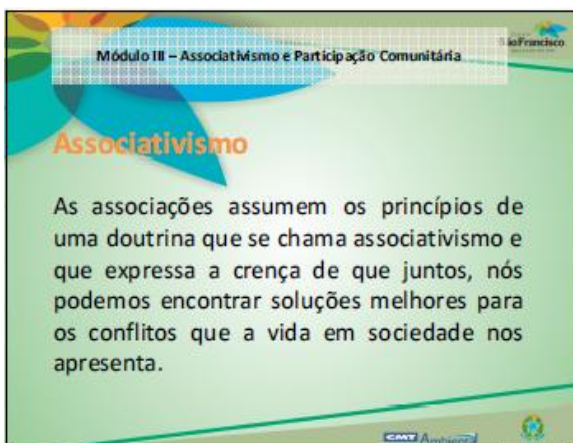 Módulo III – Associativismo e Participação Comunitária
São Francisco
Associativismo
As associações assumem os princípios de
uma doutrina que se chama associativismo e
que expressa a crença de que juntos, nós
podemos encontrar soluções melhores para
os conflitos que a vida em sociedade nos
apresenta.
CMT Ambiental